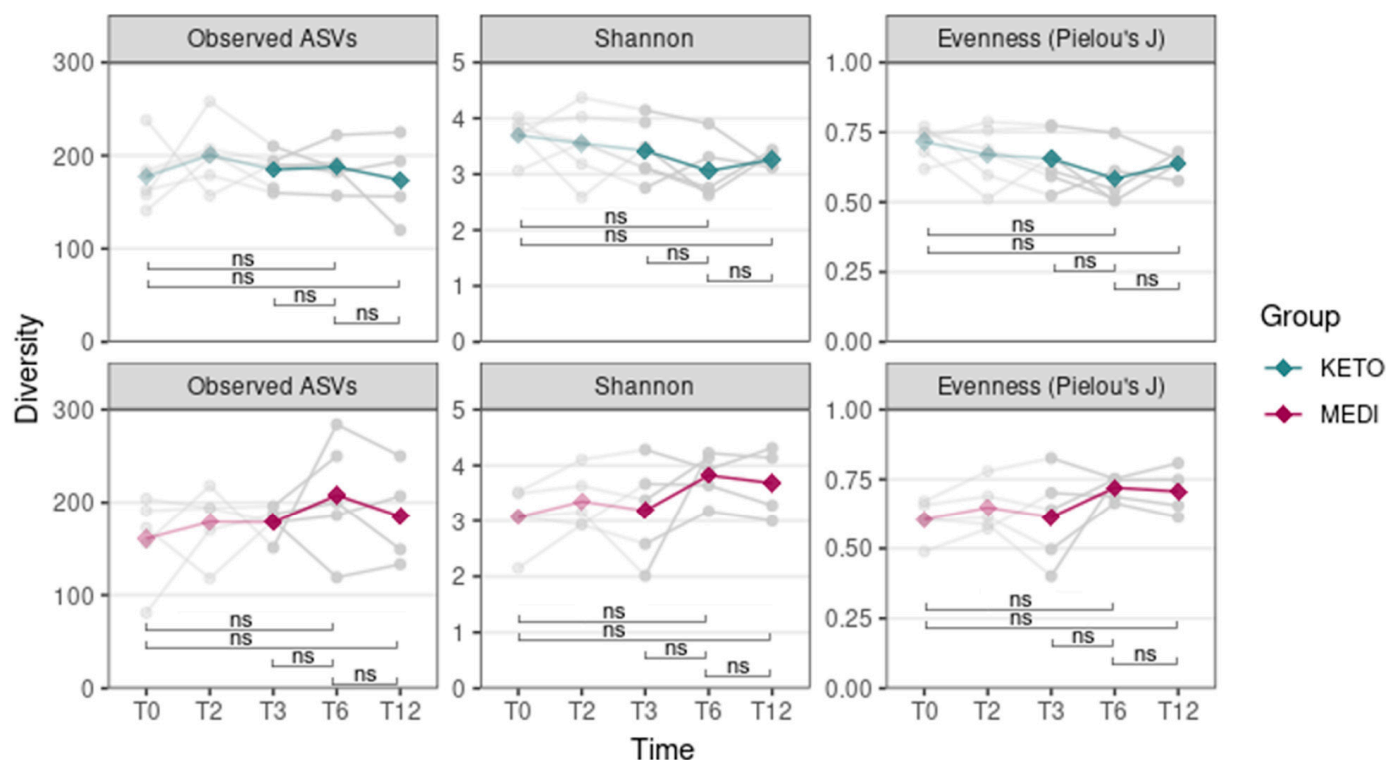 Observed ASVs
Shannon
Evenness (Pielou's J)
300
200
100
0
ns
ns
ns
ns
5
4
3
2
1
0
ns
ns
ns
ns
1.00
0.75
0.50
0.25
0.00
ns
ns
ns
ns
Diversity
Group
KETO
MEDI
Observed ASVs
Shannon
Evenness (Pielou's J)
300
200
100
0
ns
ns
ns
ns
5
4
3
2
1
0
ns
ns
ns
ns
1.00
0.75
0.50
0.25
0.00
ns
ns
ns
ns
T0 T2 T3 T6 T12
T0 T2 T3 T6 T12
T0 T2 T3 T6 T12
Time